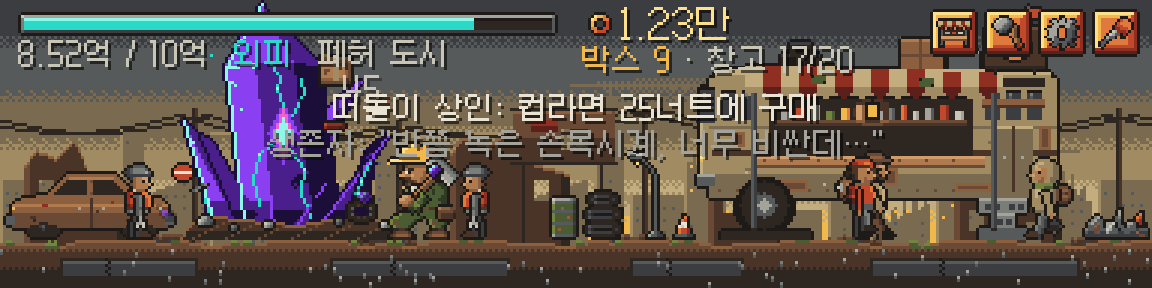 1.23만
8.52억 / 10억 · 왼피 폐허 도시
박스 9 · 창고 17/20
떠돌이 상인: 컵라면 25너트에 구매
생존자: "반쯤 녹은 손목시계, 너무 비싼데…"